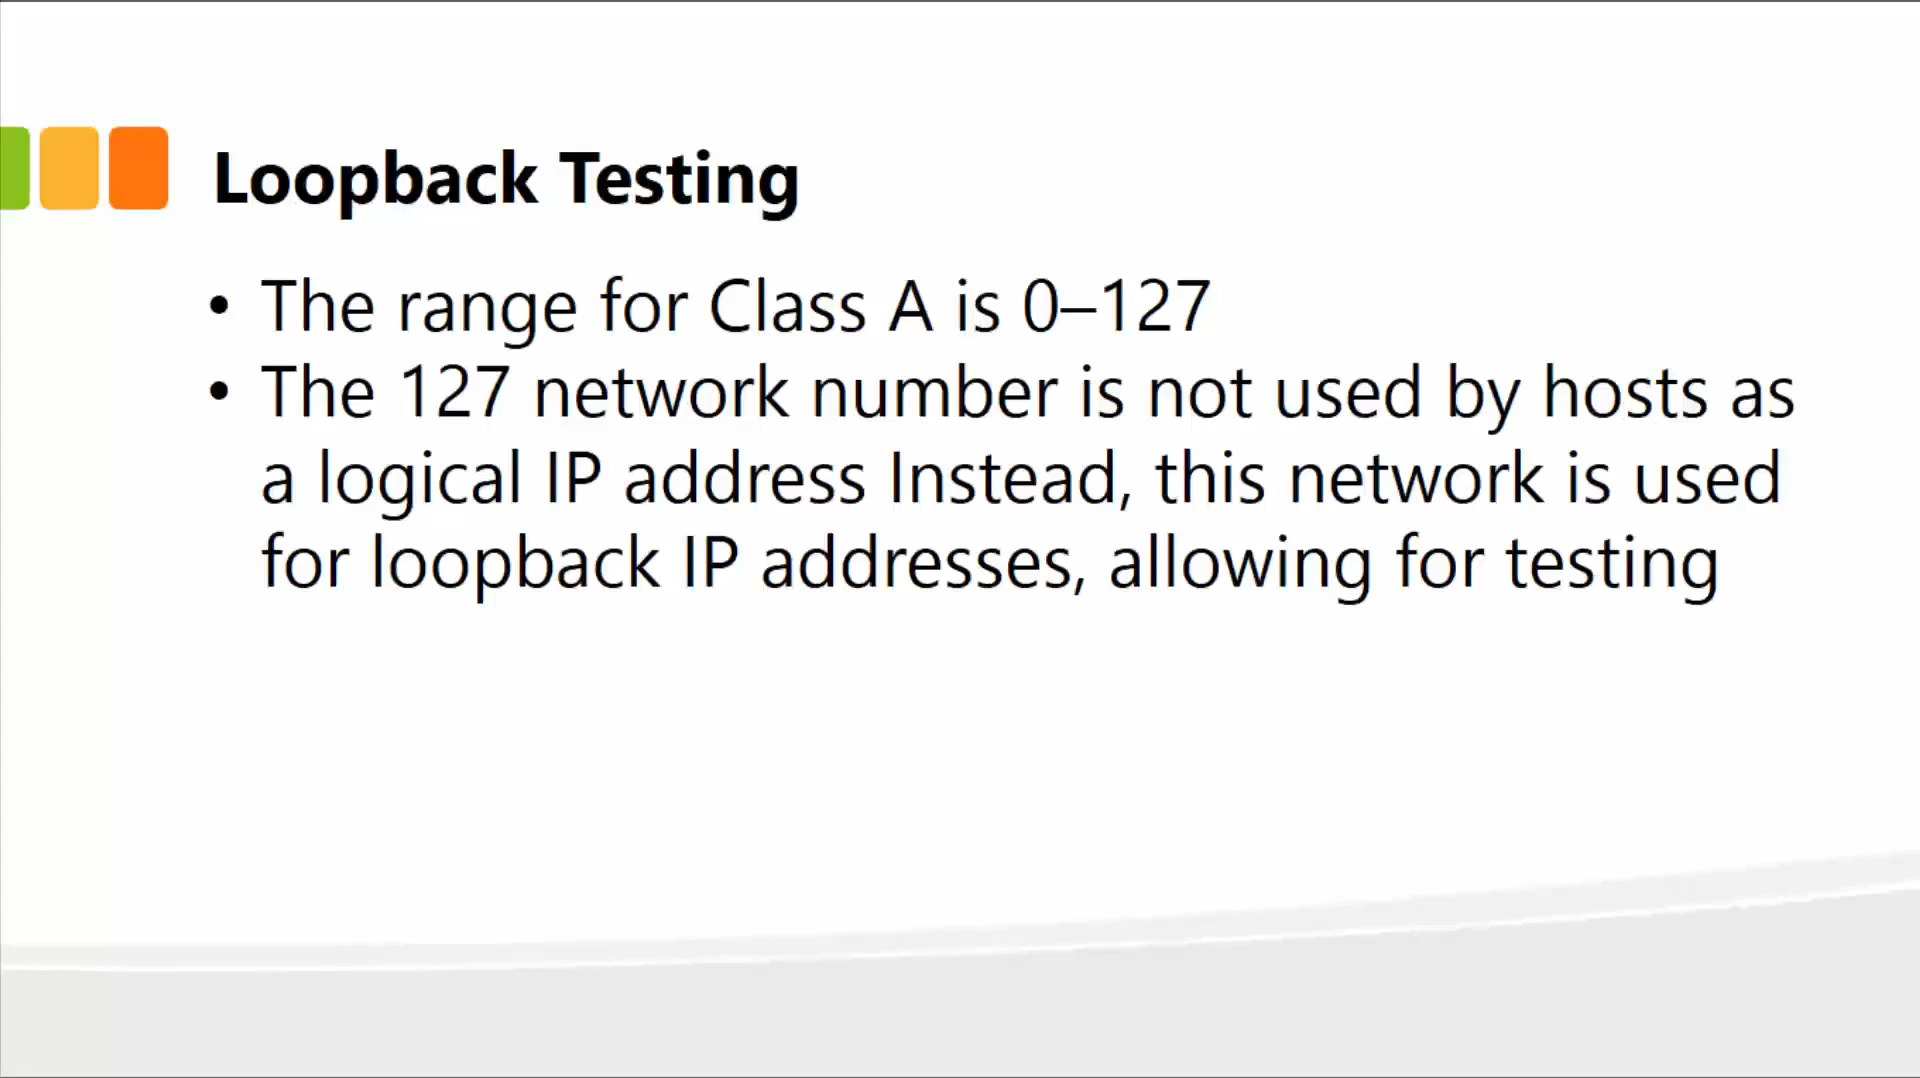 Loopback Testing
• The range for Class A is 0–127
• The 127 network number is not used by hosts as
a logical IP address Instead, this network is used
for loopback IP addresses, allowing for testing